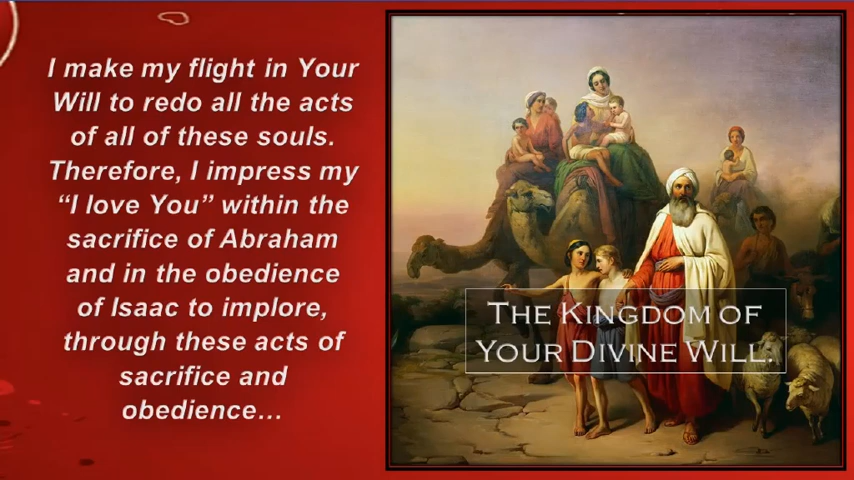 I make my flight in Your
Will to redo all the acts
of all of these souls.
Therefore, I impress my
“I love You” within the
sacrifice of Abraham
and in the obedience
of Isaac to implore,
through these acts of
sacrifice and
obedience…
The Kingdom of
Your Divine Will.